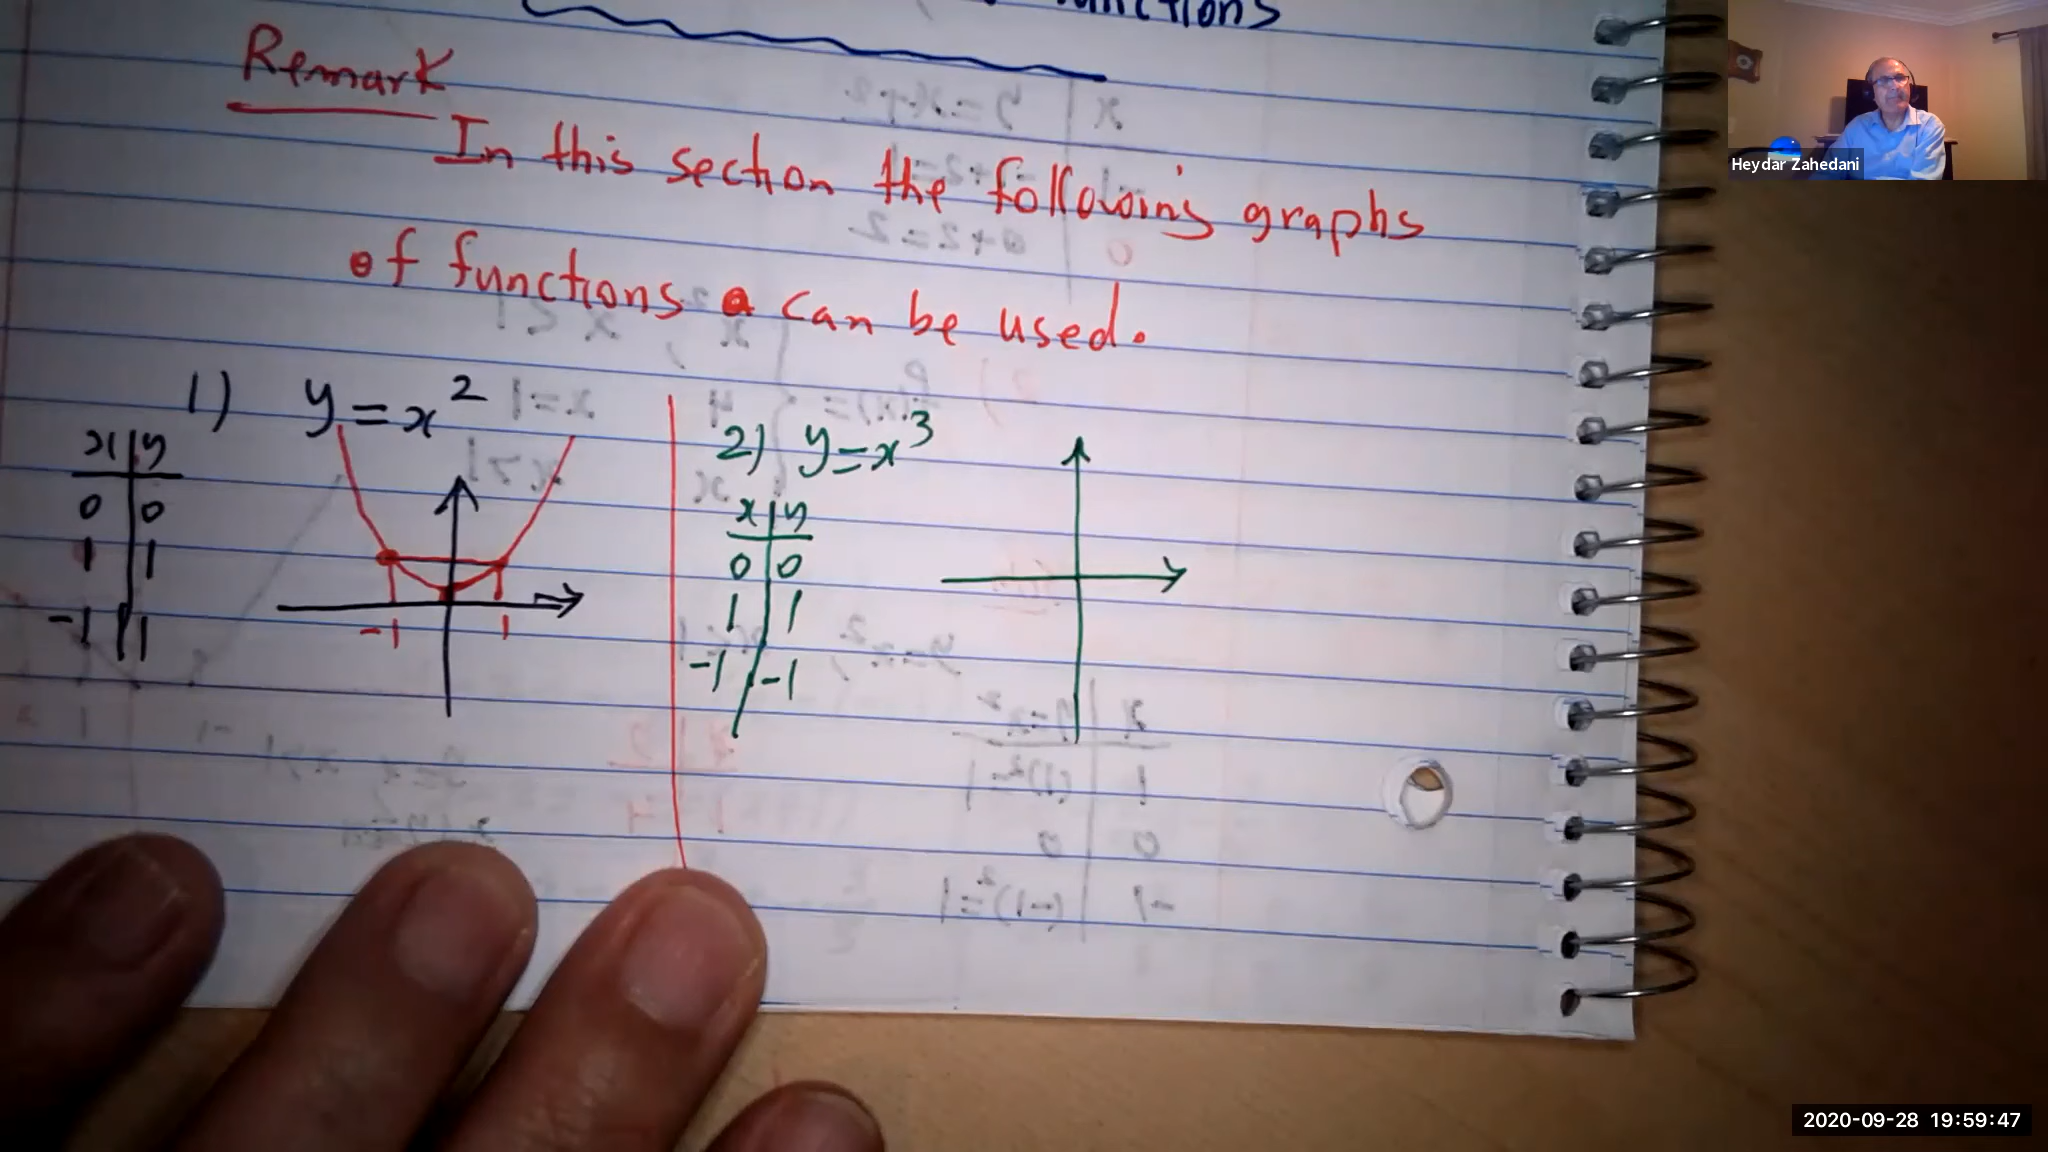 functions
Remark
In this section the following graphs
of functions can be used.
1) y = x²
x | y
0 | 0
1 | 1
-1 | 1
-1 1
2) y = x³
x | y
0 | 0
1 | 1
-1 | -1
Heydar Zahedani
2020-09-28 19:59:47